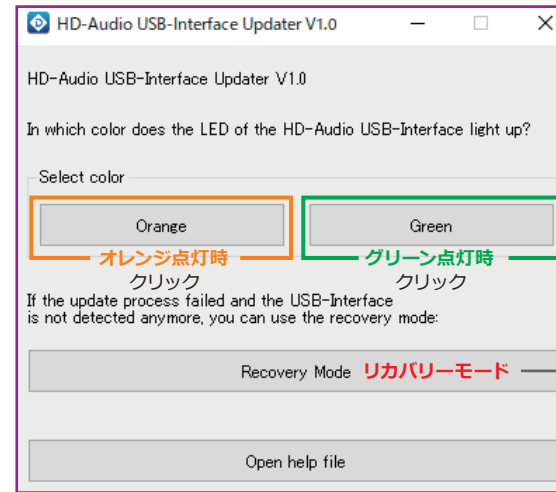 HD-Audio USB-Interface Updater V1.0
HD-Audio USB-Interface Updater V1.0
In which color does the LED of the HD-Audio USB-Interface light up?
Select color
Orange
Green
オレンジ点灯時
グリーン点灯時
クリック
クリック
If the update process failed and the USB-Interface
is not detected anymore, you can use the recovery mode:
Recovery Mode リカバリーモード
Open help file